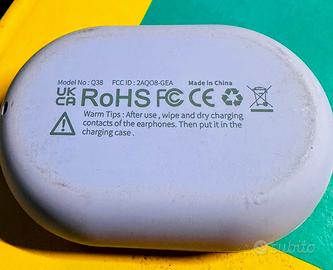 Model No : Q38 FCC ID : 2AQO8-GEA Made in China
UK CA RoHS FC CE
Warm Tips : After use , wipe and dry charging
contacts of the earphones. Then put it in the
charging case .
subito